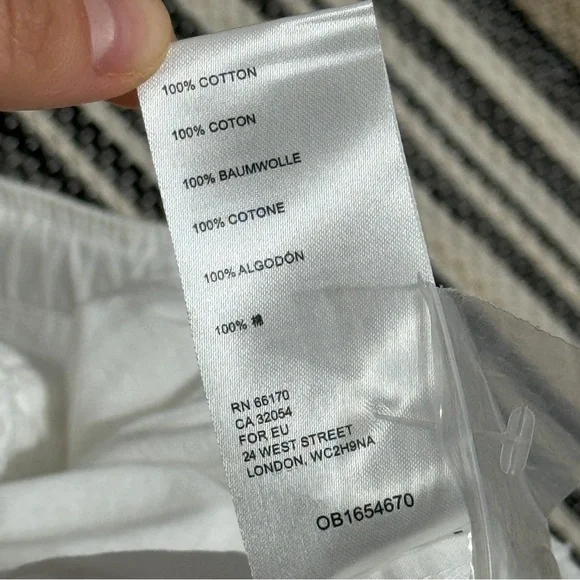 100% COTTON
100% COTON
100% BAUMWOLLE
100% COTONE
100% ALGODÓN
100% 棉
RN 66170
CA 32054
FOR EU
24 WEST STREET
LONDON, WC2H9NA
OB1654670